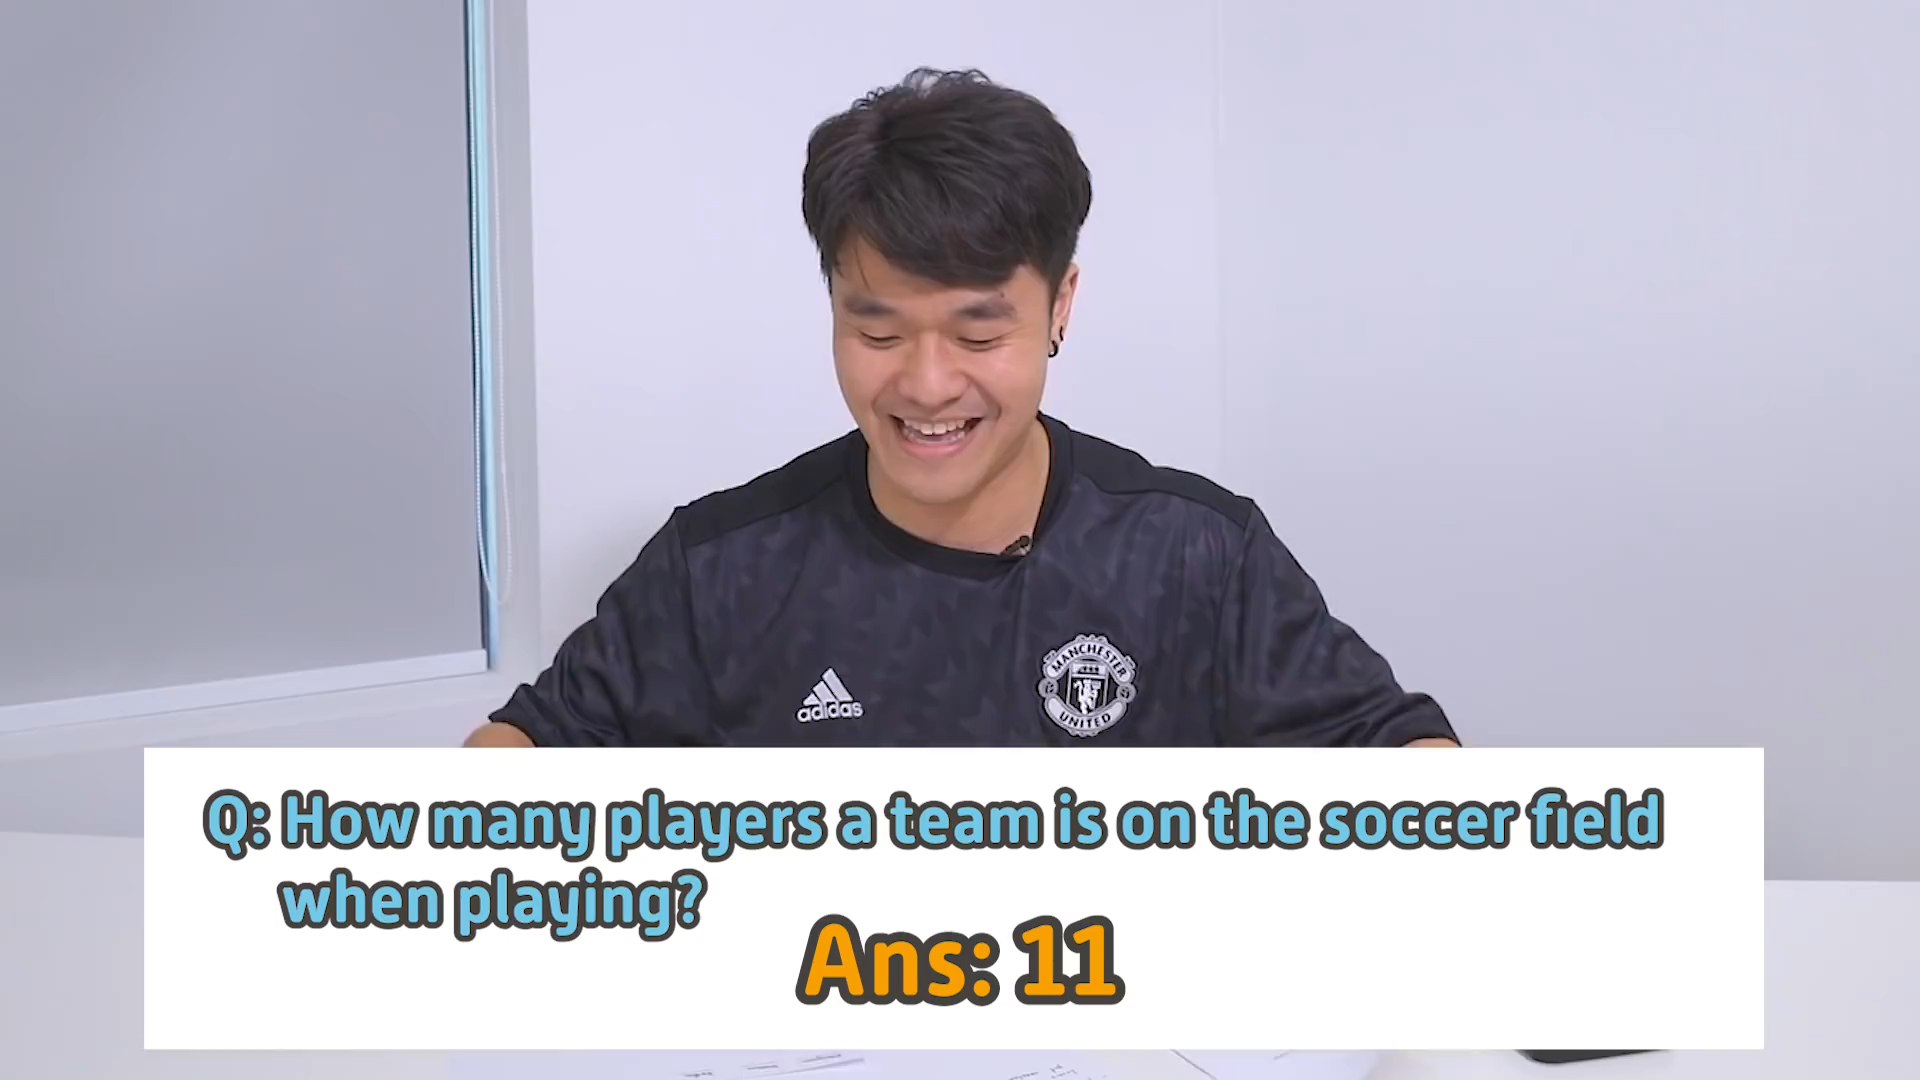 adidas
MANCHESTER
UNITED
Q: How many players a team is on the soccer field
when playing?
Ans: 11